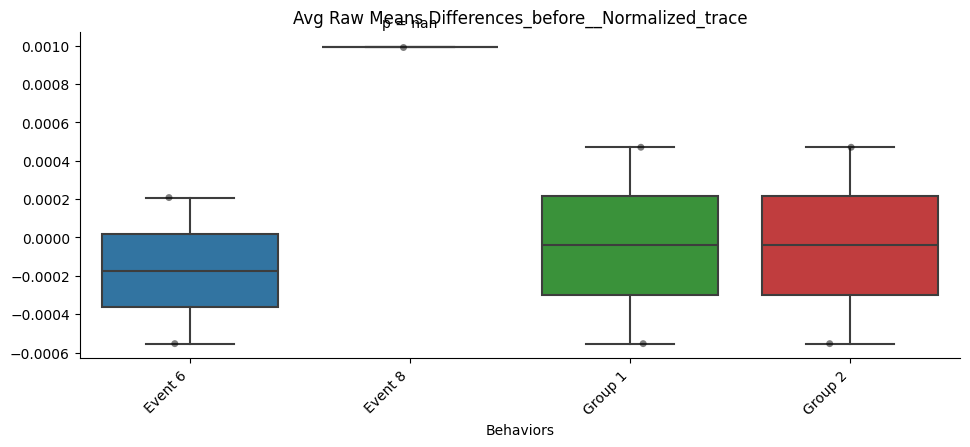 Avg Raw Means Differences_before__Normalized_trace
p = nan
0.0010
0.0008
0.0006
0.0004
0.0002
0.0000
−0.0002
−0.0004
−0.0006
Event 6
Event 8
Group 1
Group 2
Behaviors